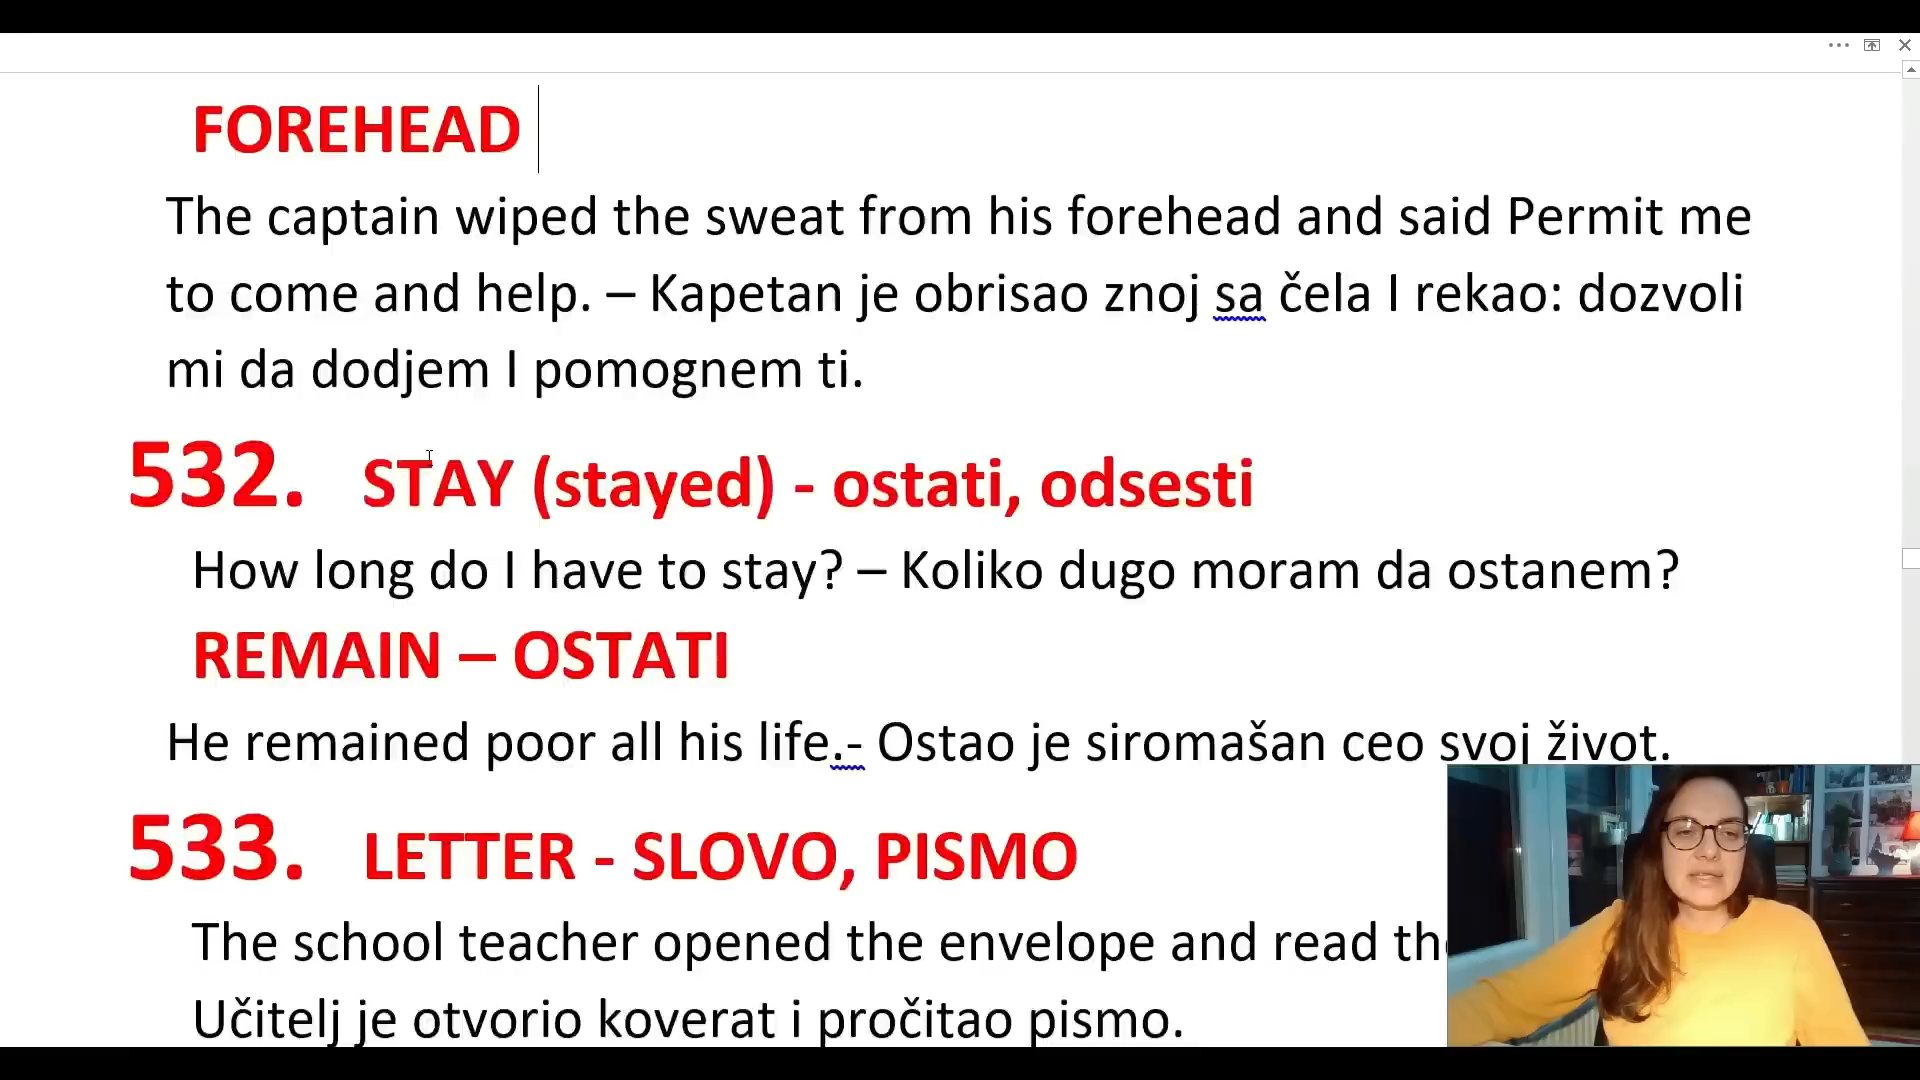 FOREHEAD
The captain wiped the sweat from his forehead and said Permit me
to come and help. – Kapetan je obrisao znoj sa čela I rekao: dozvoli
mi da dodjem I pomognem ti.
532. STAY (stayed) - ostati, odsesti
How long do I have to stay? – Koliko dugo moram da ostanem?
REMAIN – OSTATI
He remained poor all his life.- Ostao je siromašan ceo svoj život.
533. LETTER - SLOVO, PISMO
The school teacher opened the envelope and read
Učitelj je otvorio koverat i pročitao pismo.